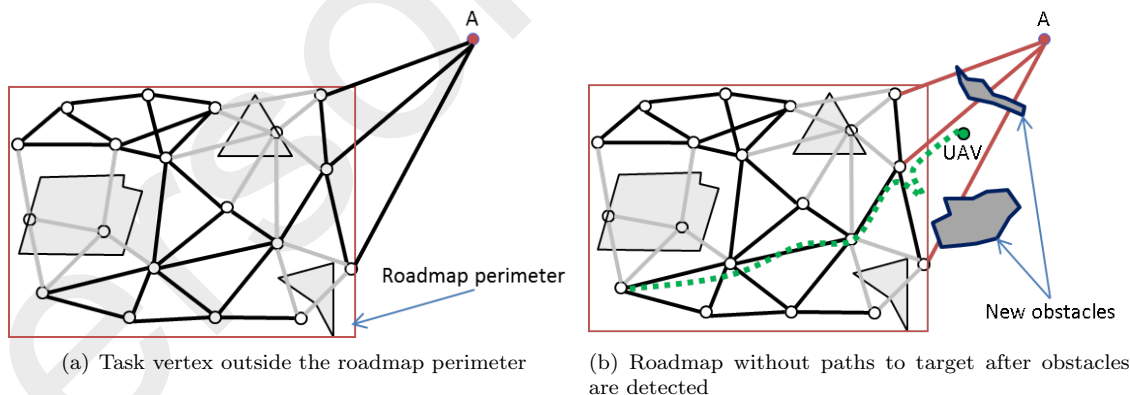 A
Roadmap perimeter
(a) Task vertex outside the roadmap perimeter
A
UAV
New obstacles
(b) Roadmap without paths to target after obstacles
are detected